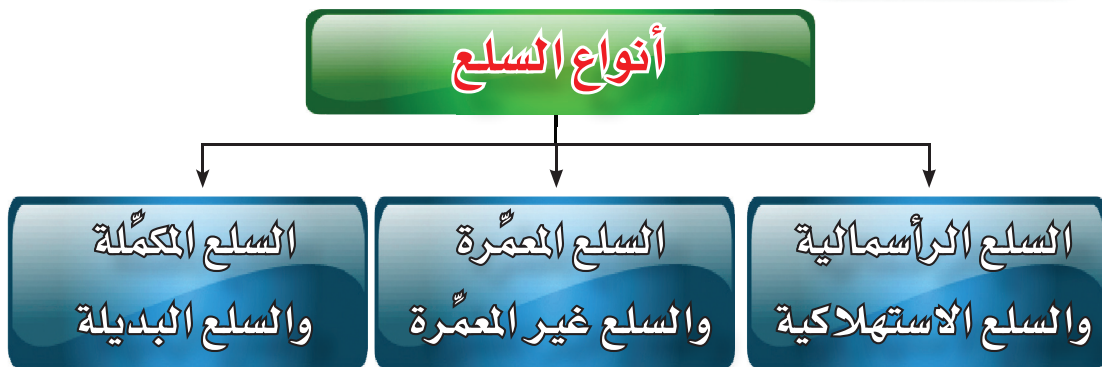 أنواع السلع
السلع الرأسمالية
والسلع الاستهلاكية
السلع المعمَّرة
والسلع غير المعمَّرة
السلع المكمَّلة
والسلع البديلة